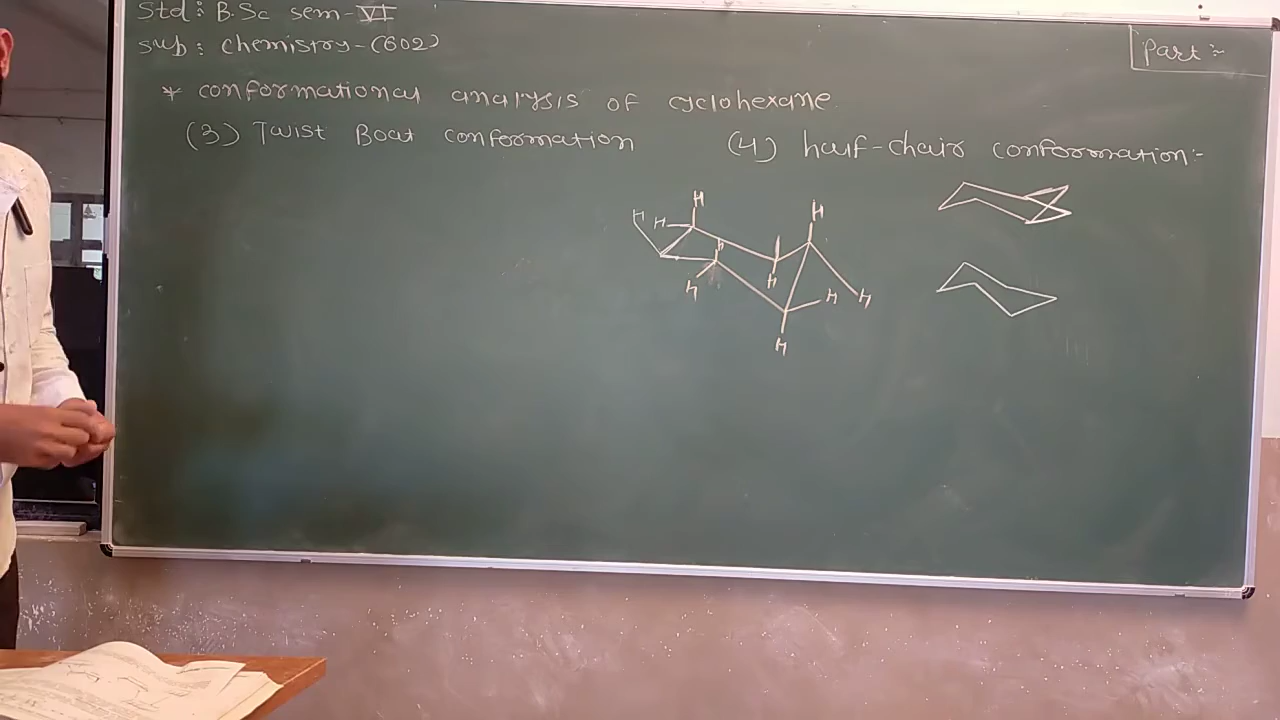 Std : B.Sc sem-VI
sub : chemistry-(602)
Part :-
* conformational analysis of cyclohexane.
(3) Twist Boat conformation
(4) half-chair conformation:-
H
H
H
H
H
H
H
H
H
H